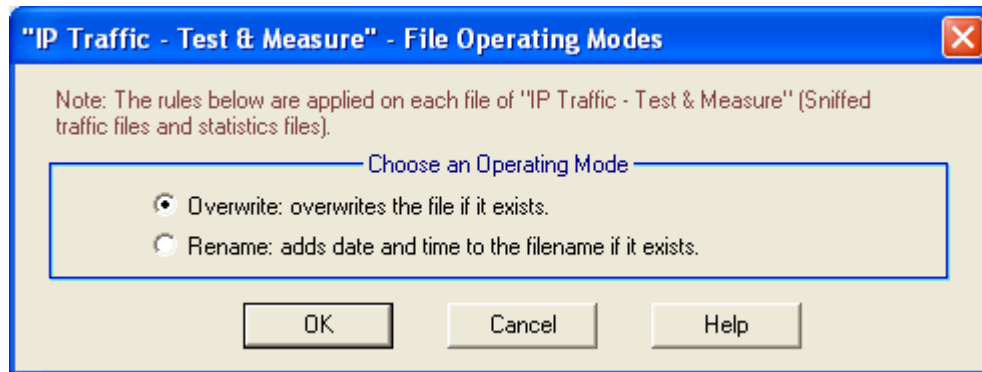 "IP Traffic - Test & Measure" - File Operating Modes
Note: The rules below are applied on each file of "IP Traffic - Test & Measure" (Sniffed
traffic files and statistics files).
Choose an Operating Mode
Overwrite: overwrites the file if it exists.
Rename: adds date and time to the filename if it exists.
OK Cancel Help